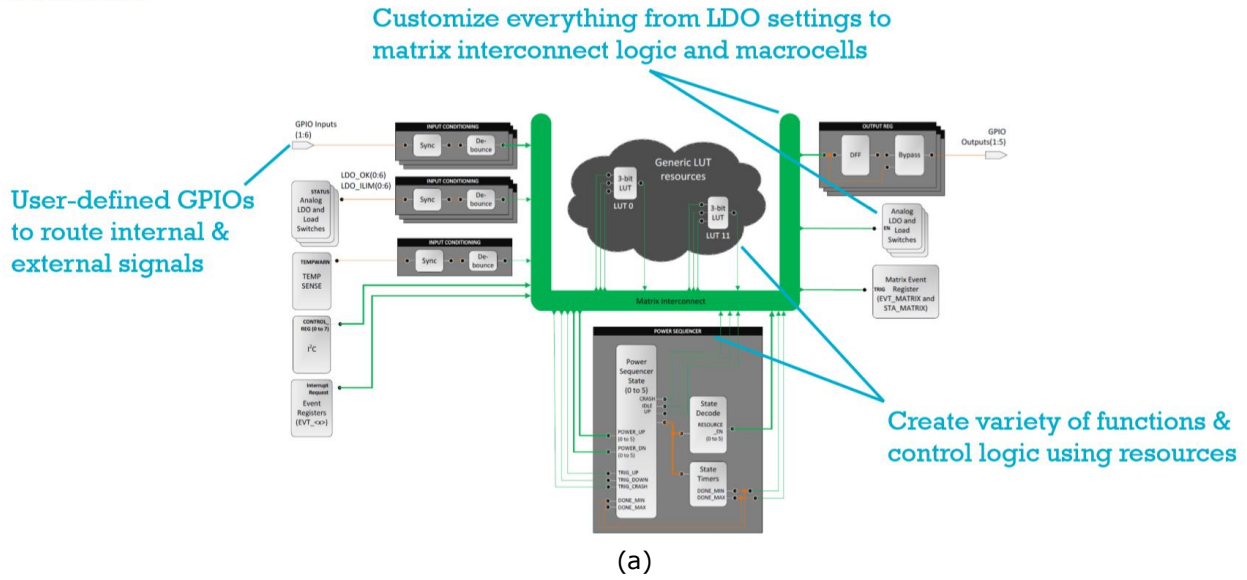 Customize everything from LDO settings to
matrix interconnect logic and macrocells
GPIO Inputs
(1:6)
INPUT CONDITIONING
Sync
De-
bounce
User-defined GPIOs
to route internal &
external signals
LDO_OK(0:6)
LDO_ILIM(0:6)
STATUS
Analog
LDO and
Load
Switches
INPUT CONDITIONING
Sync
De-
bounce
TEMPWARN
TEMP
SENSE
INPUT CONDITIONING
Sync
De-
bounce
CONTROL_
REG (0 to 7)
I²C
Interrupt
Request
Event
Registers
(EVT_<x>)
Generic LUT
resources
3-bit
LUT
LUT 0
3-bit
LUT
LUT 11
Matrix Interconnect
OUTPUT REG
DFF
Bypass
GPIO
Outputs(1:5)
Analog
LDO and
Load
Switches
EN
Matrix Event
Register
(EVT_MATRIX and
STA_MATRIX)
TRIG
POWER SEQUENCER
Power
Sequencer
State
(0 to 5)
CRASH
IDLE
UP
POWER_UP
(0 to 5)
POWER_DN
(0 to 5)
TRIG_UP
TRIG_DOWN
TRIG_CRASH
DONE_MIN
DONE_MAX
State
Decode
RESOURCE
_EN
(0 to 5)
State
Timers
DONE_MIN
DONE_MAX
Create variety of functions &
control logic using resources
(a)